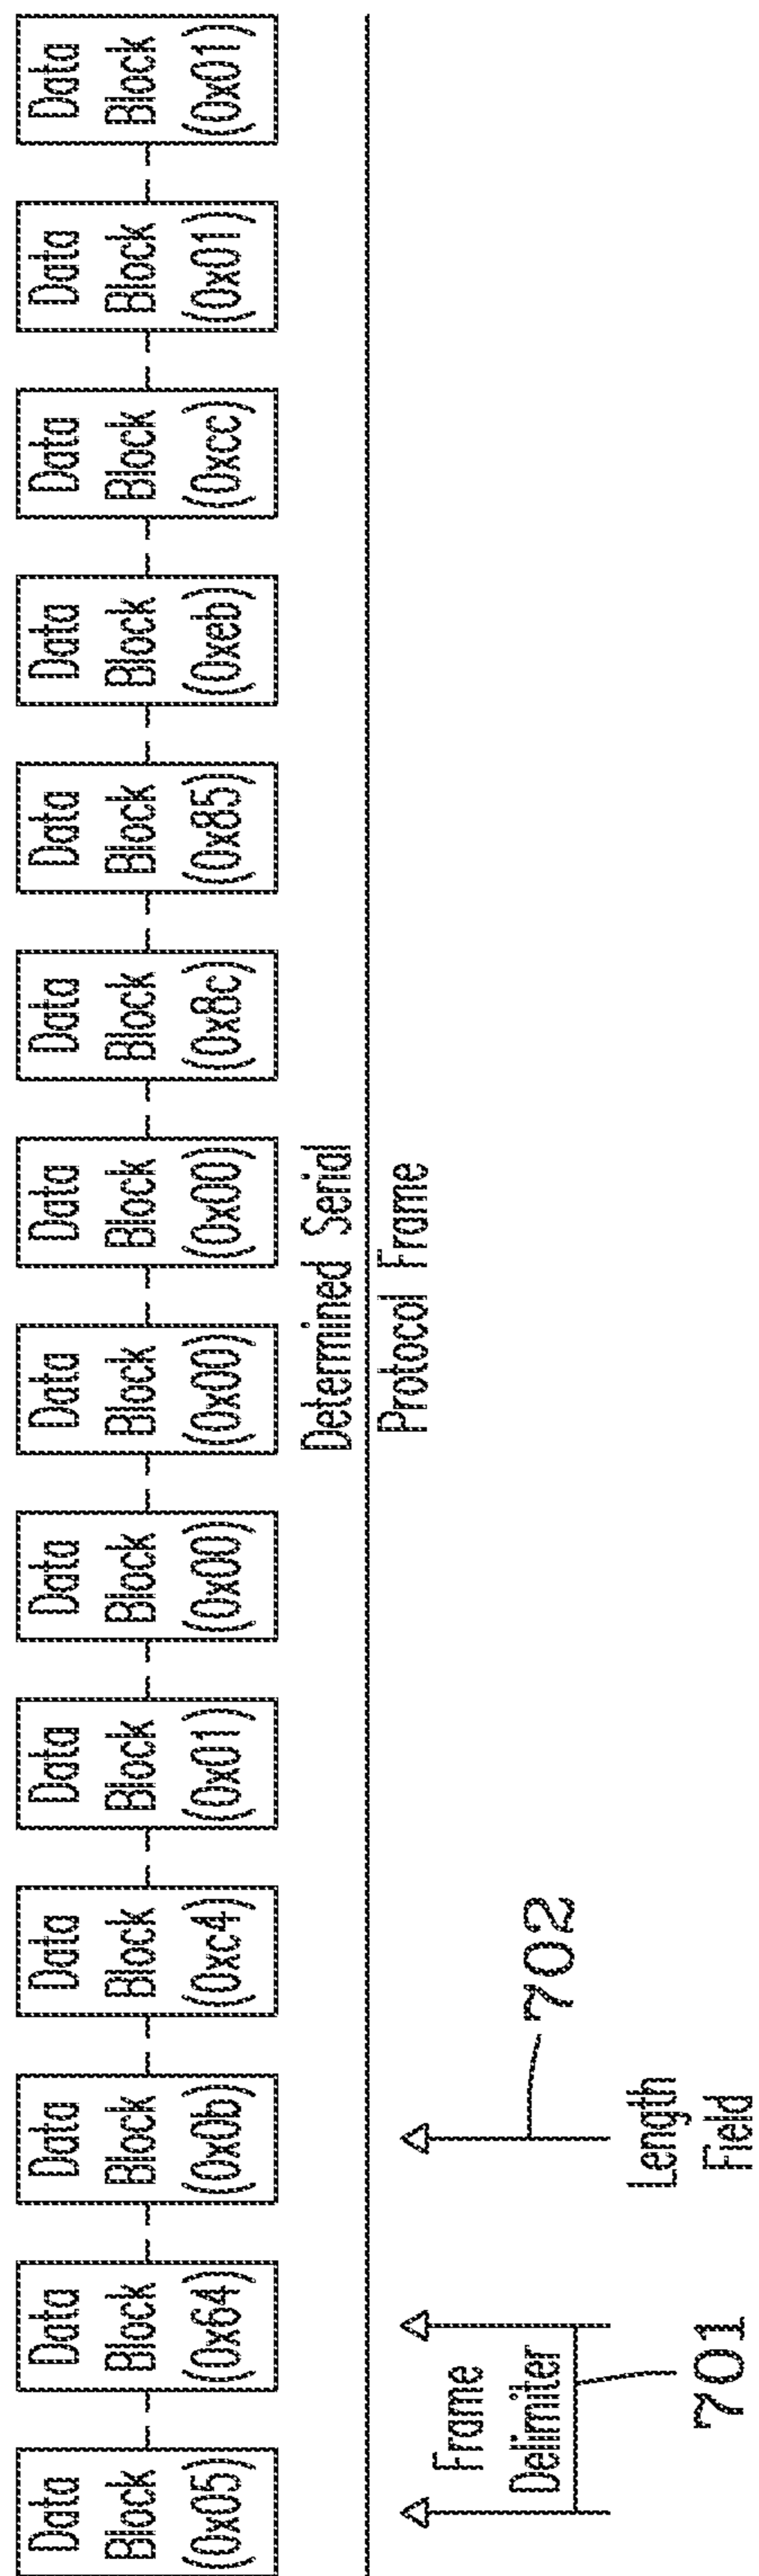 Data
Block
(0x05)
Data
Block
(0x64)
Data
Block
(0x0b)
Data
Block
(0xc4)
Data
Block
(0x01)
Data
Block
(0x00)
Data
Block
(0x00)
Data
Block
(0x00)
Data
Block
(0x8c)
Data
Block
(0x85)
Data
Block
(0xeb)
Data
Block
(0xcc)
Data
Block
(0x01)
Data
Block
(0x01)
Determined Serial
Protocol Frame
Frame
Delimiter
701
702
Length
Field